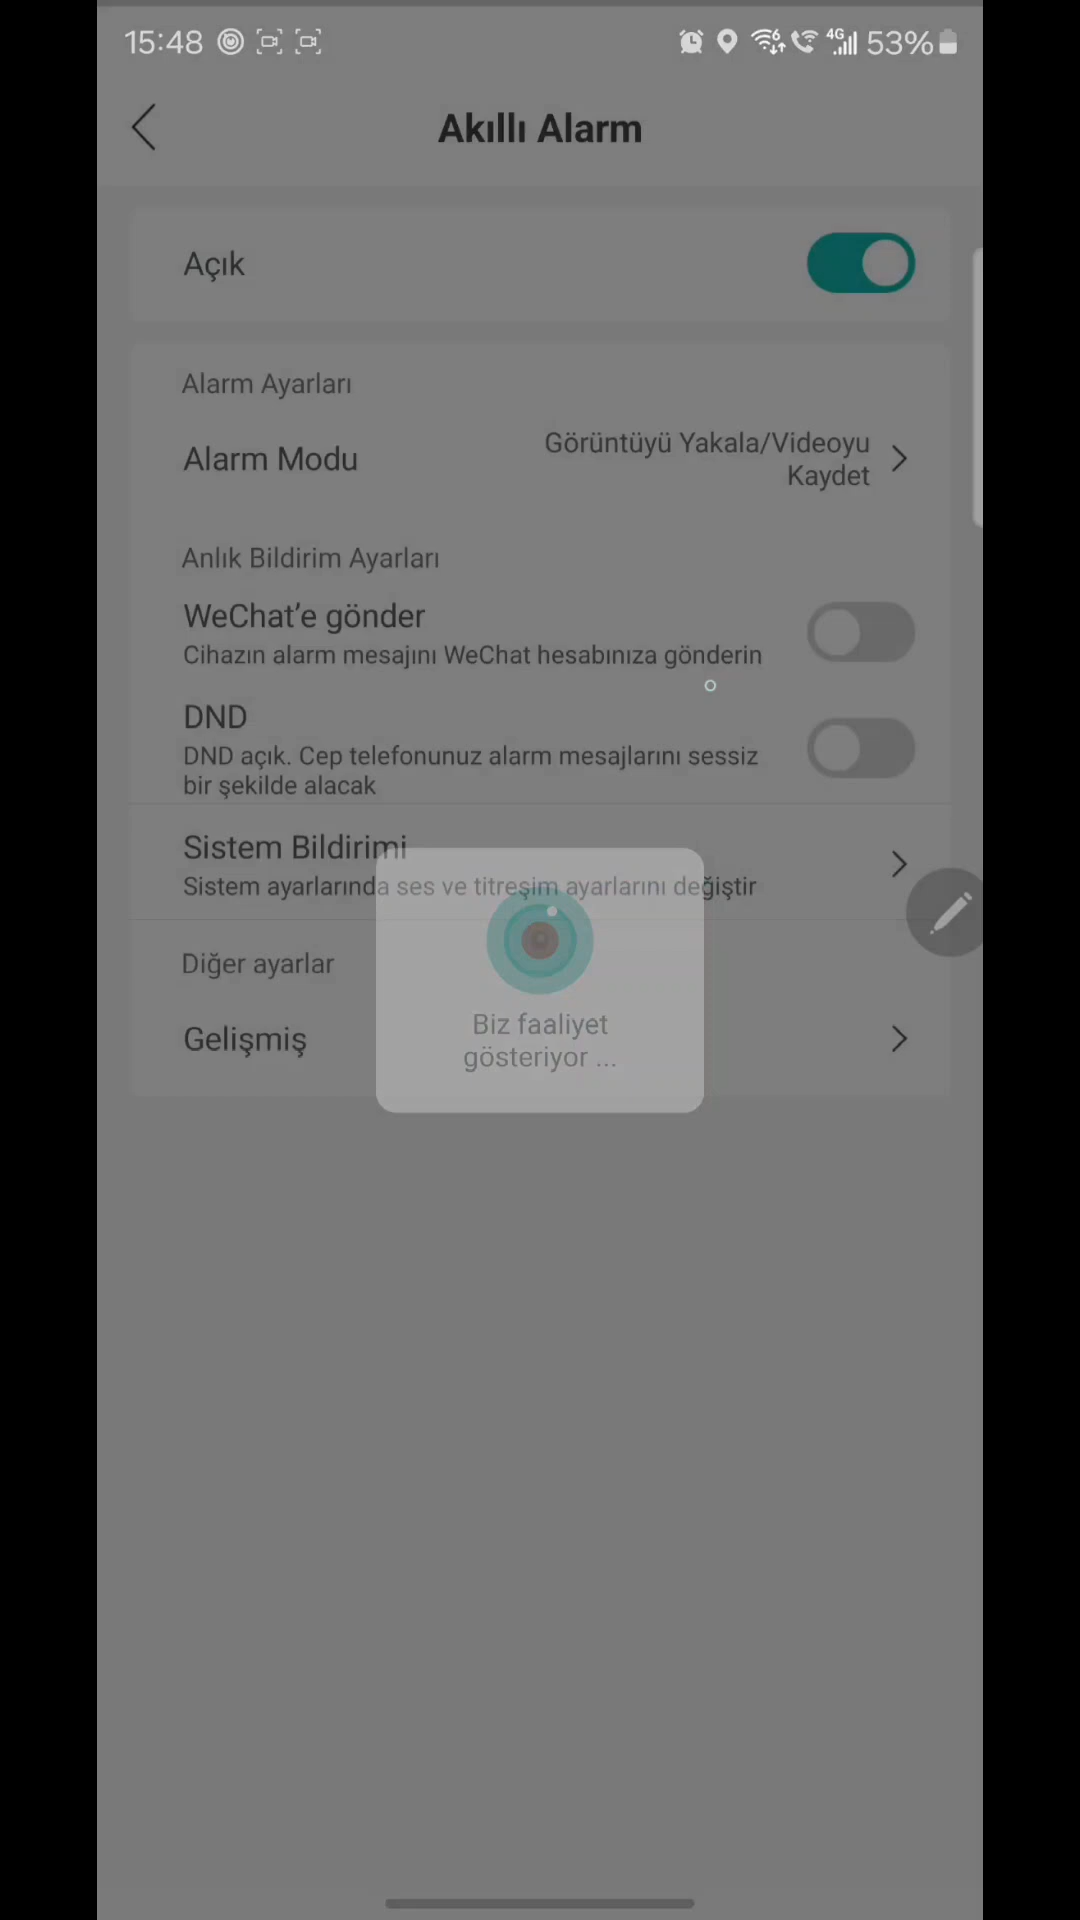 15:48
4G
53%
Akıllı Alarm
Açık
Alarm Ayarları
Alarm Modu
Görüntüyü Yakala/Videoyu
Kaydet
Anlık Bildirim Ayarları
WeChat’e gönder
Cihazın alarm mesajını WeChat hesabınıza gönderin
DND
DND açık. Cep telefonunuz alarm mesajlarını sessiz
bir şekilde alacak
Sistem Bildirimi
Sistem ayarlarında ses ve titreşim ayarlarını değiştir
Diğer ayarlar
Gelişmiş
Biz faaliyet
gösteriyor ...